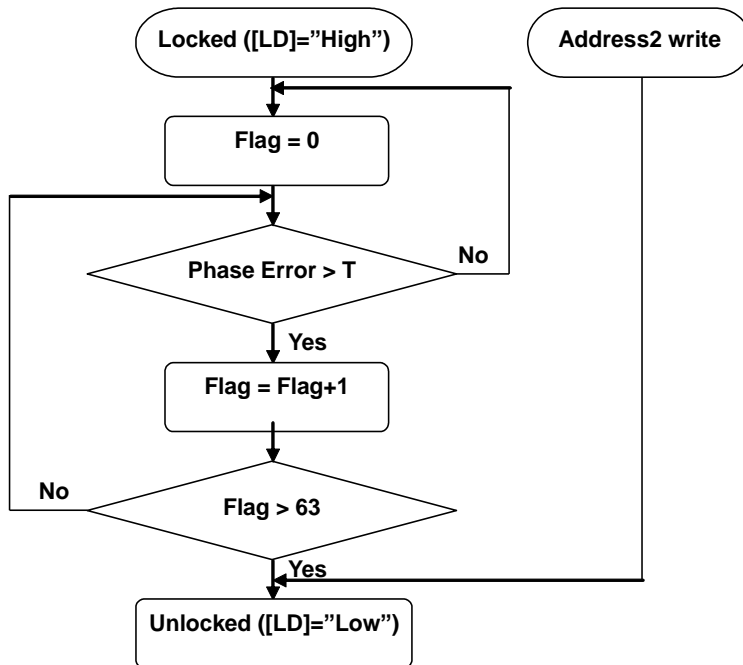 Locked ([LD]=”High”)
Address2 write
Flag = 0
Phase Error > T
No
Yes
Flag = Flag+1
No
Flag > 63
Yes
Unlocked ([LD]=”Low”)